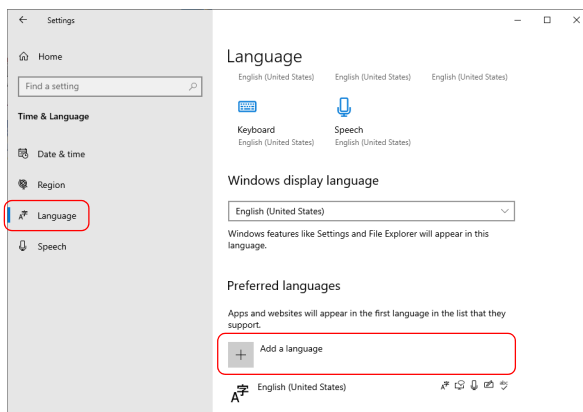 Settings
Home
Find a setting
Time & Language
Date & time
Region
Language
Speech
Language
English (United States) English (United States) English (United States)
Keyboard Speech
English (United States) English (United States)
Windows display language
English (United States)
Windows features like Settings and File Explorer will appear in this
language.
Preferred languages
Apps and websites will appear in the first language in the list that they
support.
Add a language
English (United States)